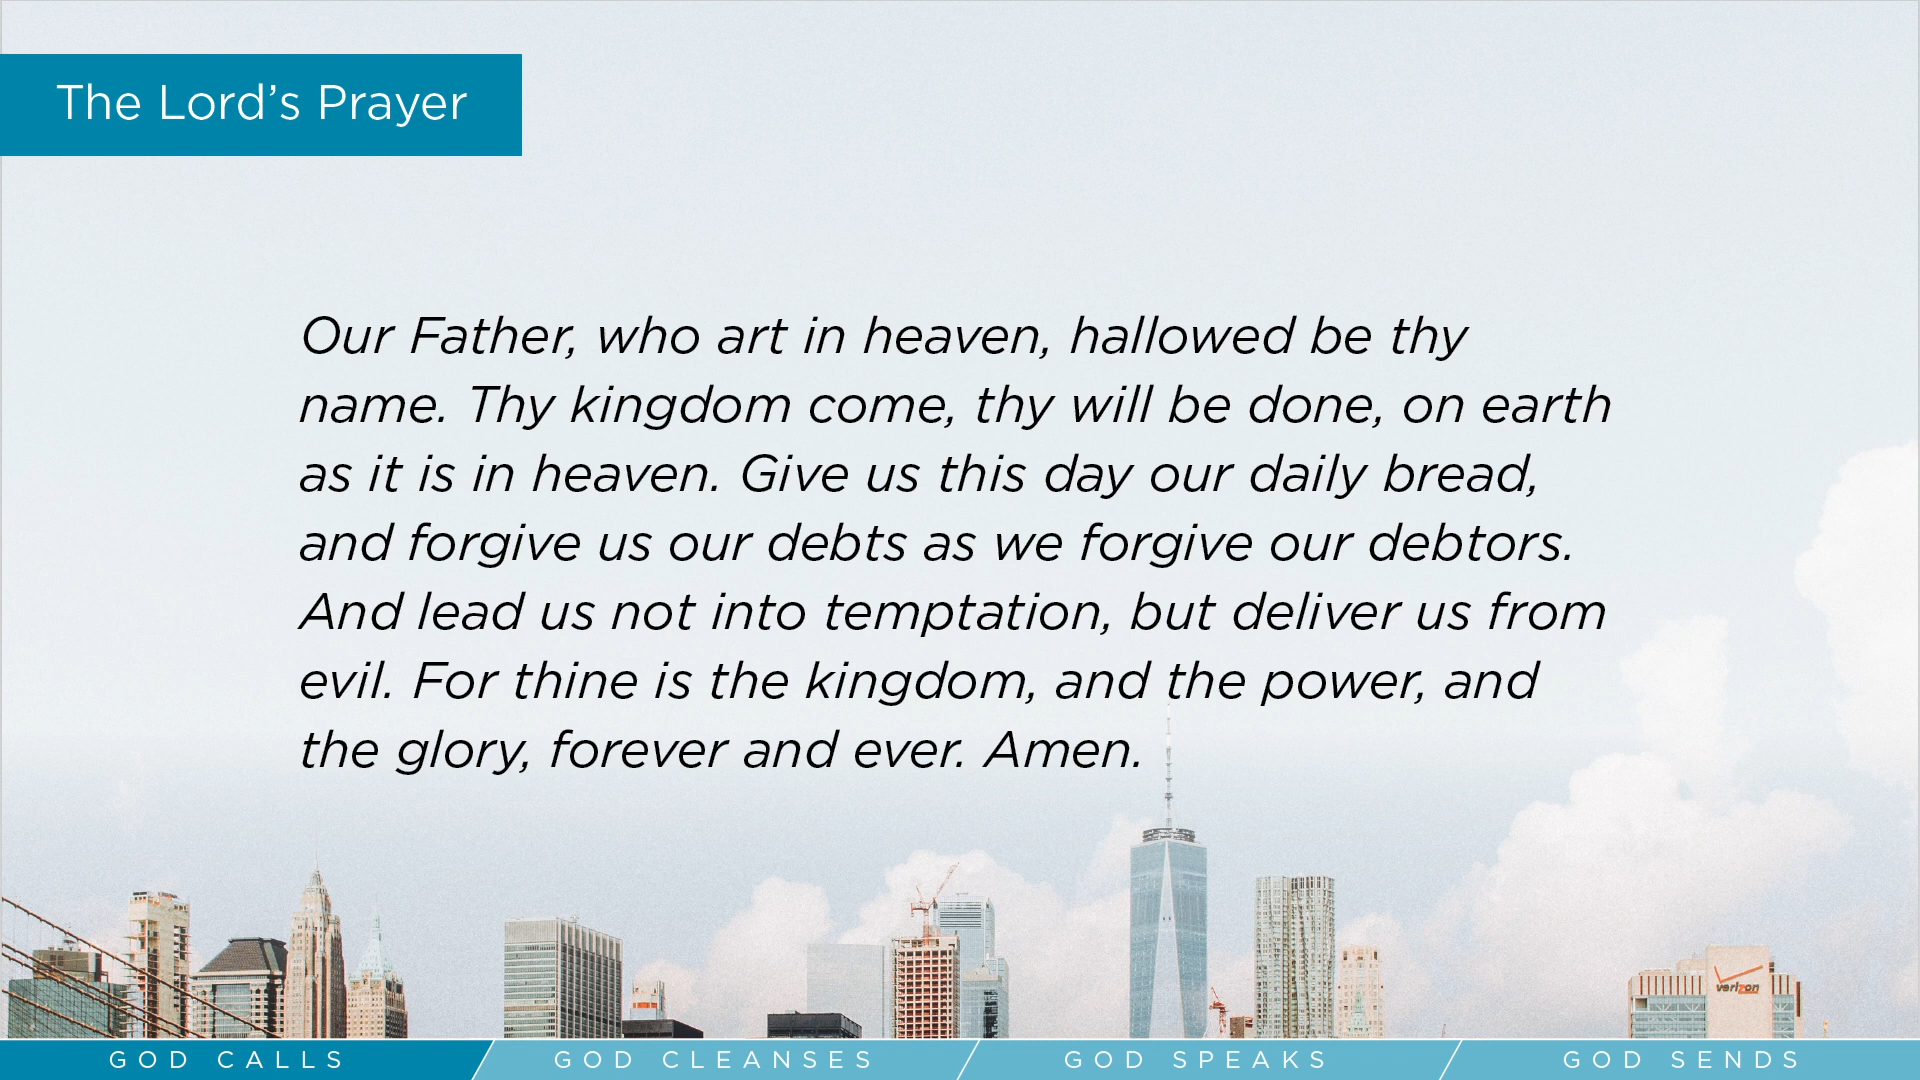 The Lord’s Prayer
Our Father, who art in heaven, hallowed be thy
name. Thy kingdom come, thy will be done, on earth
as it is in heaven. Give us this day our daily bread,
and forgive us our debts as we forgive our debtors.
And lead us not into temptation, but deliver us from
evil. For thine is the kingdom, and the power, and
the glory, forever and ever. Amen.
verizon
GOD CALLS
GOD CLEANSES
GOD SPEAKS
GOD SENDS